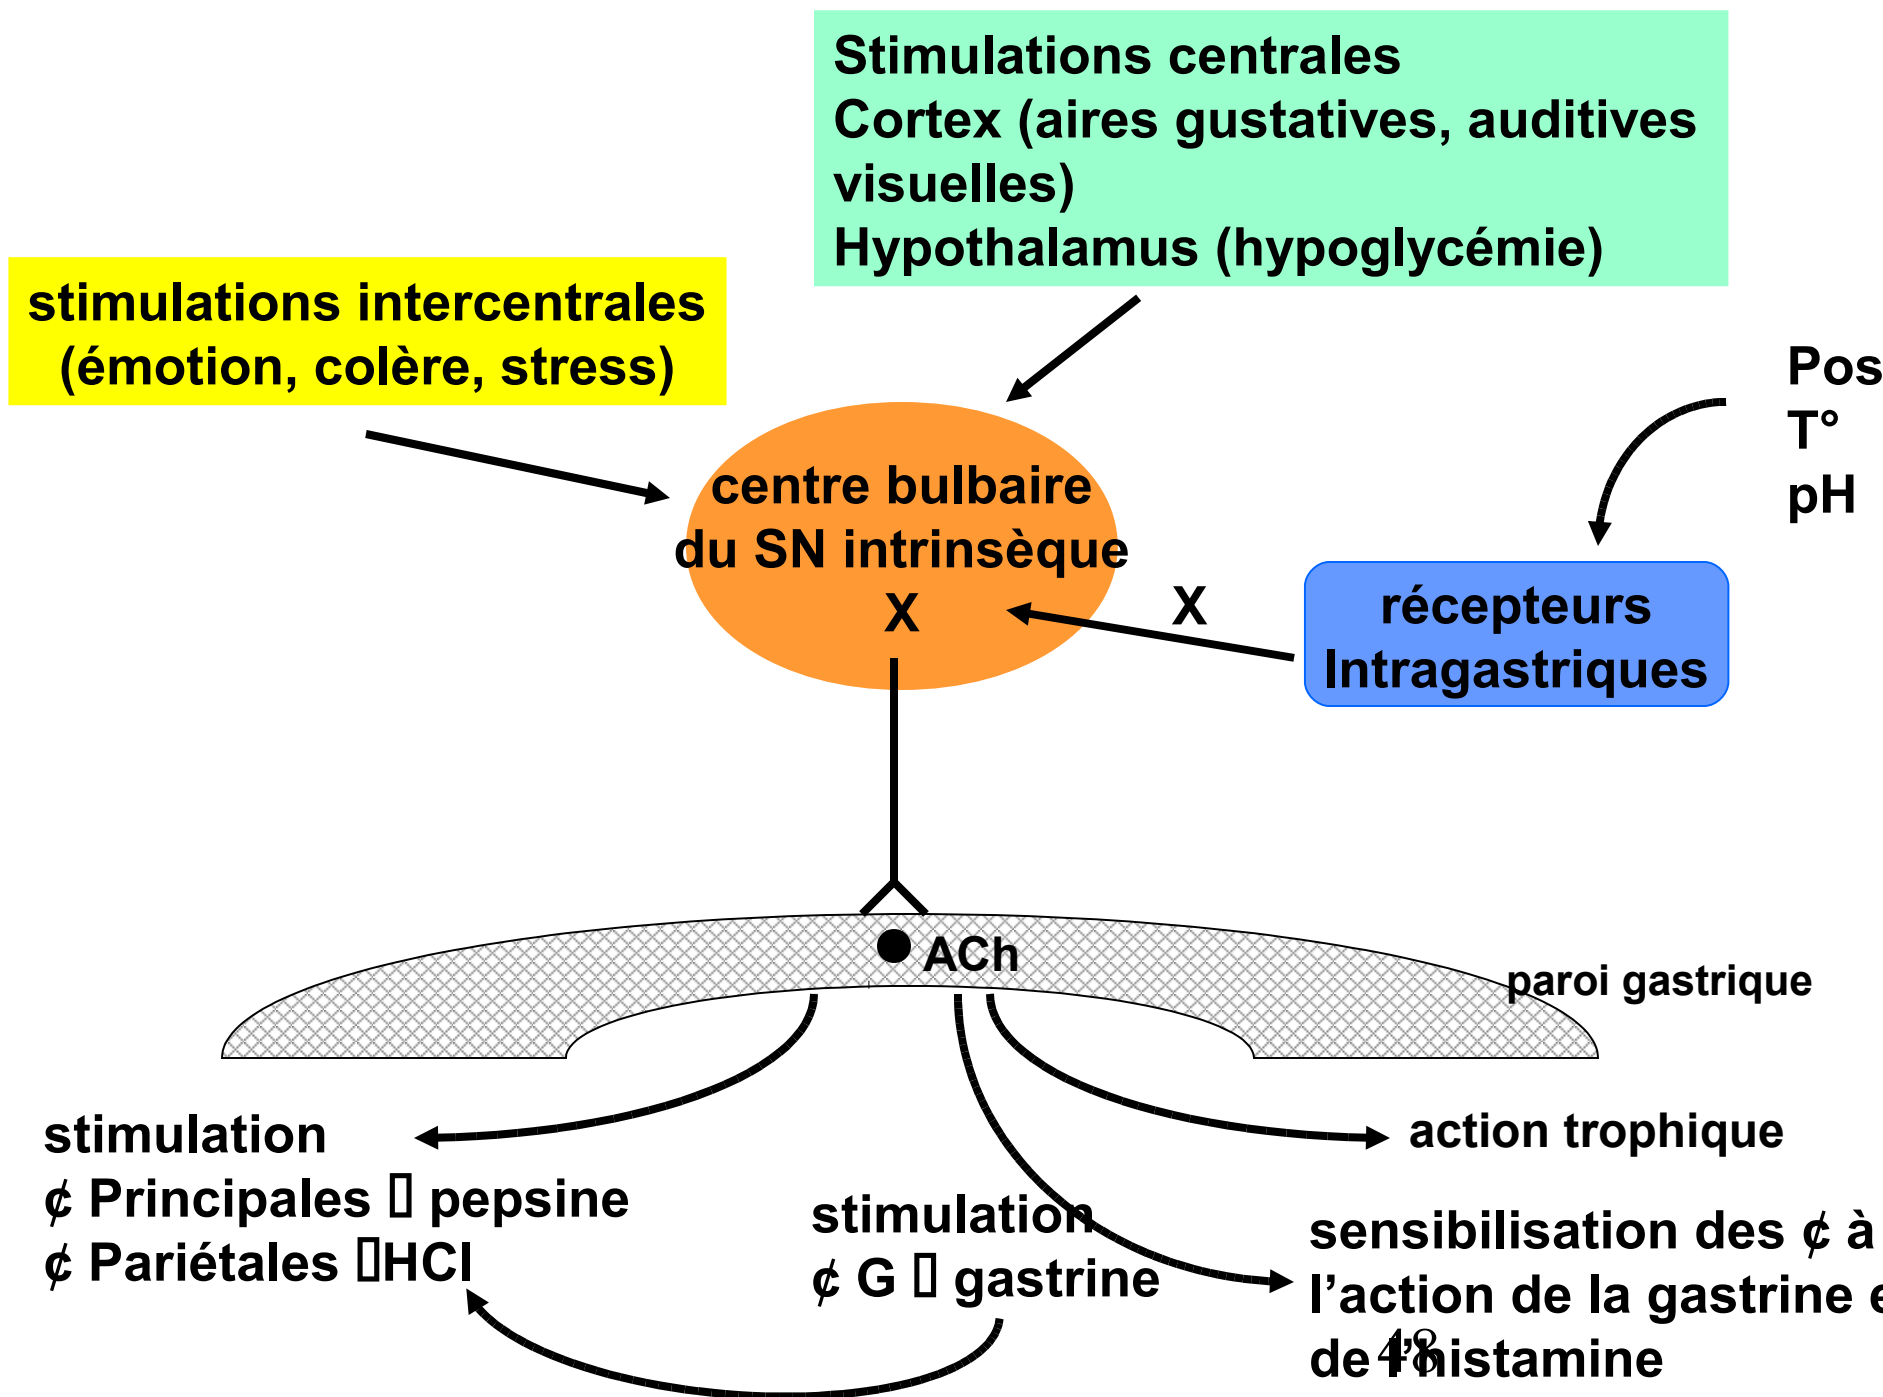 Stimulations centrales
Cortex (aires gustatives, auditives
visuelles)
Hypothalamus (hypoglycémie)
stimulations intercentrales
(émotion, colère, stress)
Pos
T°
pH
centre bulbaire
du SN intrinsèque
X
X
récepteurs
Intragastriques
ACh
paroi gastrique
stimulation
¢ Principales ▯ pepsine
¢ Pariétales ▯HCl
stimulation
¢ G ▯ gastrine
action trophique
sensibilisation des ¢ à
l’action de la gastrine e
de l’histamine
48